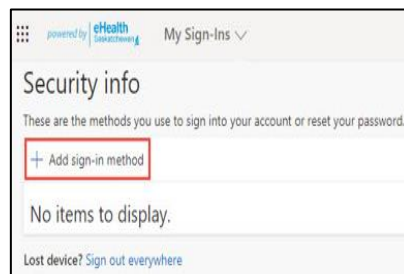 powered by eHealth Saskatchewan My Sign-Ins
Security info
These are the methods you use to sign into your account or reset your password.
+ Add sign-in method
No items to display.
Lost device? Sign out everywhere